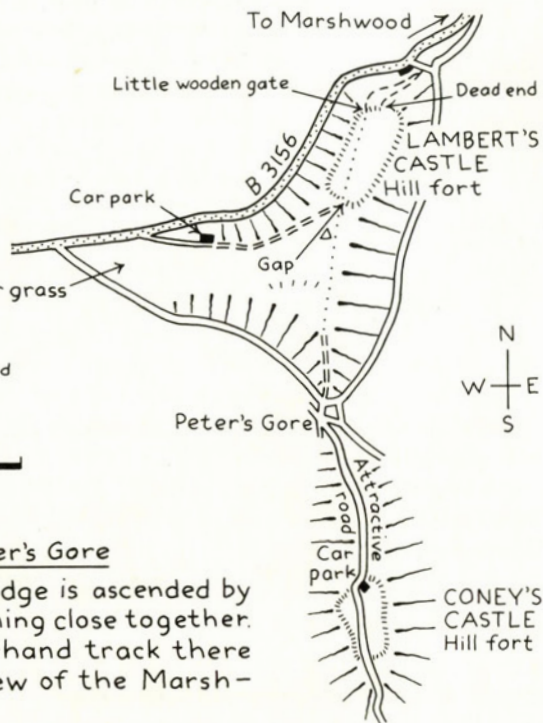 To Marshwood
Little wooden gate
Dead end
LAMBERT'S
CASTLE
Hill fort
B 3156
Car park
Gap
grass
N
W E
S
Peter's Gore
Attractive
road
Car
park
CONEY'S
CASTLE
Hill fort
er's Gore
dge is ascended by
ning close together.
hand track there
ew of the Marsh-